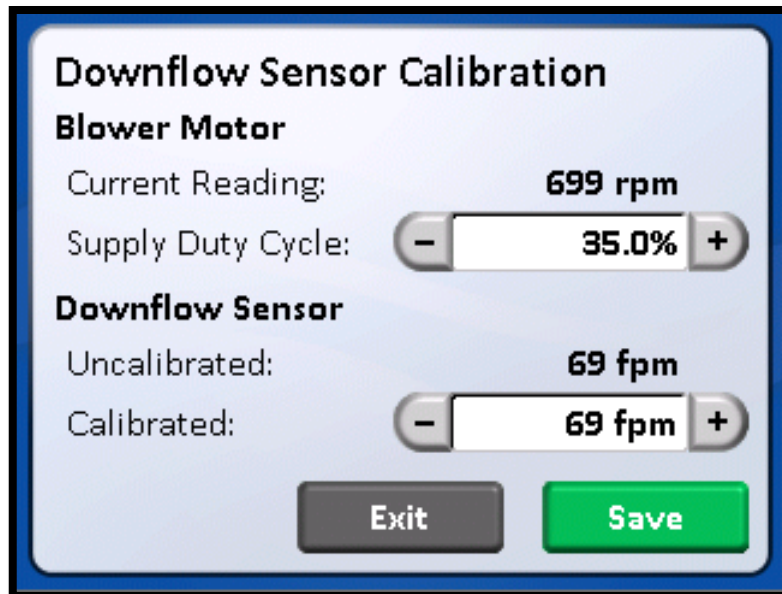 Downflow Sensor Calibration
Blower Motor
Current Reading: 699 rpm
Supply Duty Cycle: − 35.0% +
Downflow Sensor
Uncalibrated: 69 fpm
Calibrated: − 69 fpm +
Exit Save